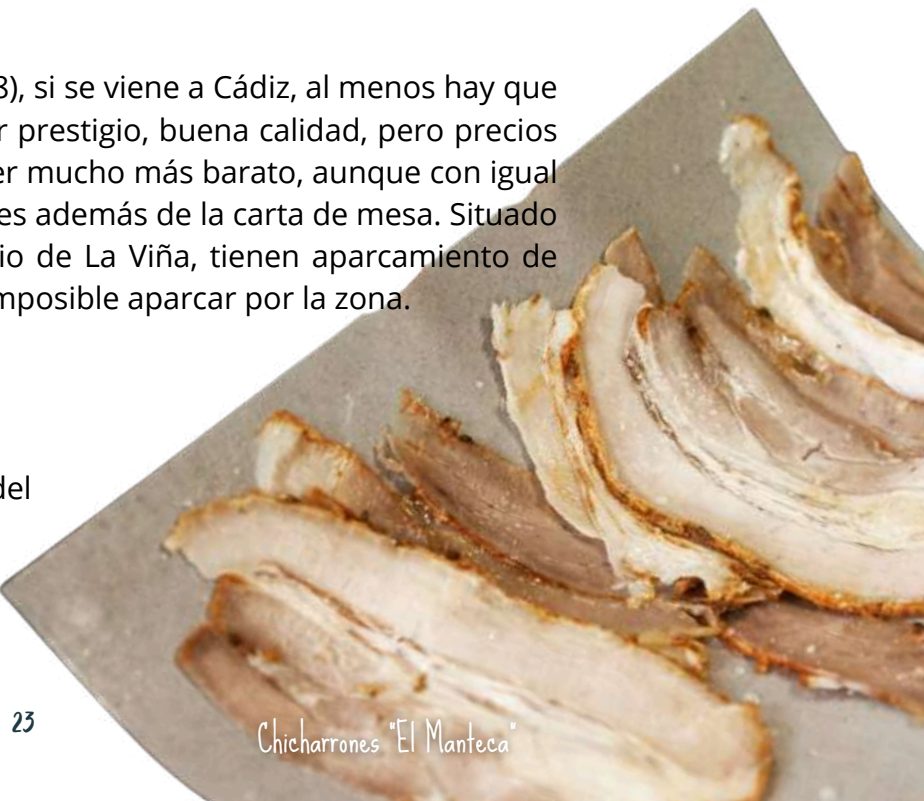 8), si se viene a Cádiz, al menos hay que
r prestigio, buena calidad, pero precios
er mucho más barato, aunque con igual
es además de la carta de mesa. Situado
io de La Viña, tienen aparcamiento de
mposible aparcar por la zona.
del
23
Chicharrones "El Manteca"